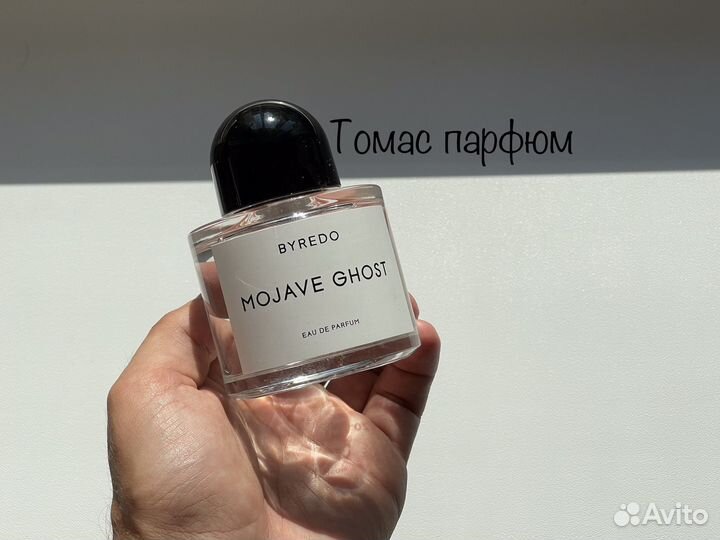 Томас парфюм
BYREDO
MOJAVE GHOST
EAU DE PARFUM
Avito